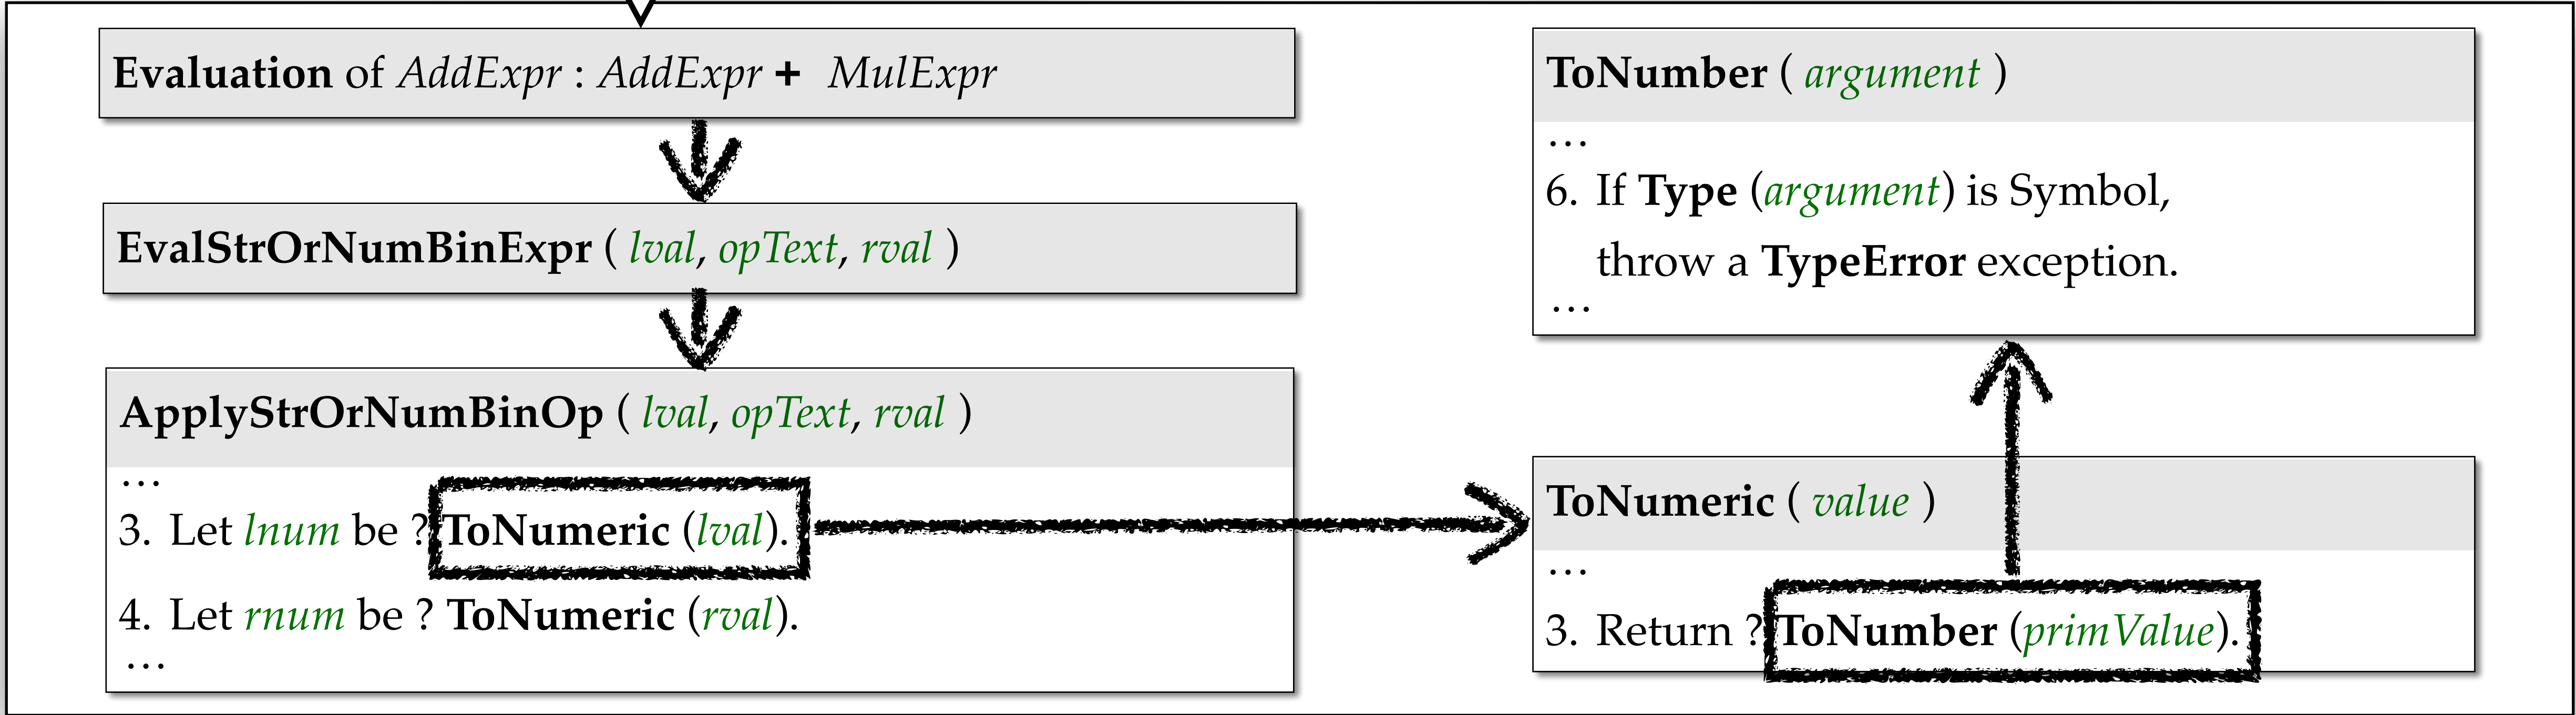 Evaluation of AddExpr : AddExpr + MulExpr
EvalStrOrNumBinExpr ( lval, opText, rval )
ApplyStrOrNumBinOp ( lval, opText, rval )
...
3. Let lnum be ? ToNumeric (lval).
4. Let rnum be ? ToNumeric (rval).
...
ToNumber ( argument )
...
6. If Type (argument) is Symbol,
throw a TypeError exception.
...
ToNumeric ( value )
...
3. Return ? ToNumber (primValue).